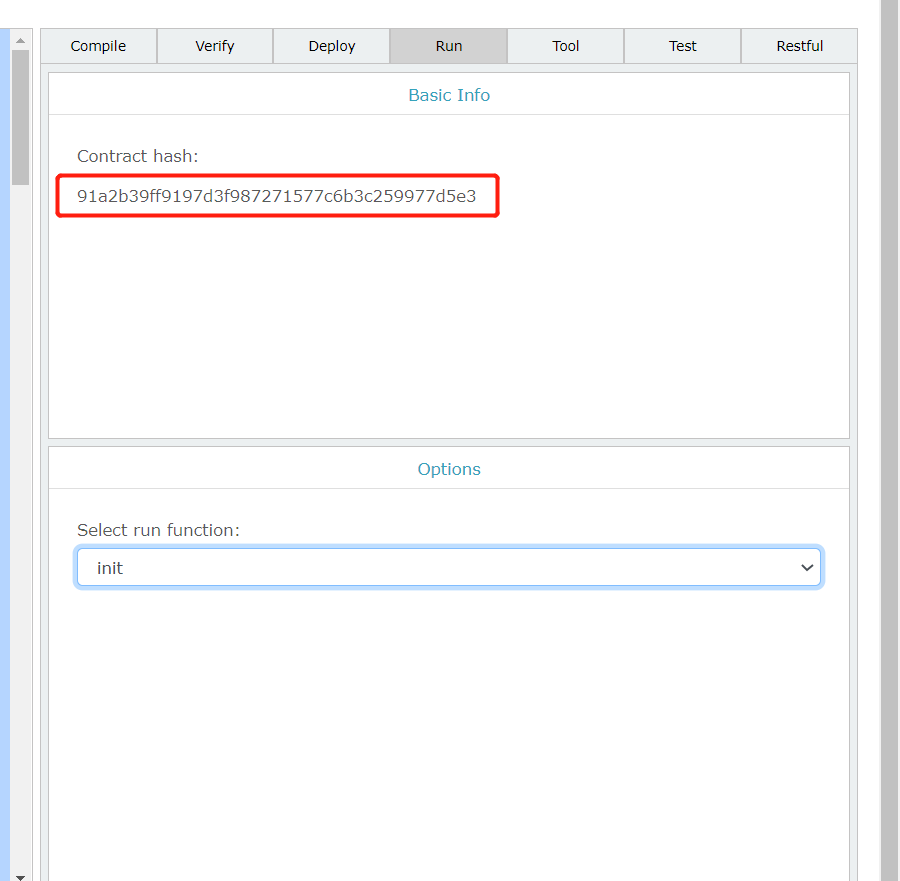 Compile Verify Deploy Run Tool Test Restful
Basic Info
Contract hash:
91a2b39ff9197d3f987271577c6b3c259977d5e3
Options
Select run function:
init